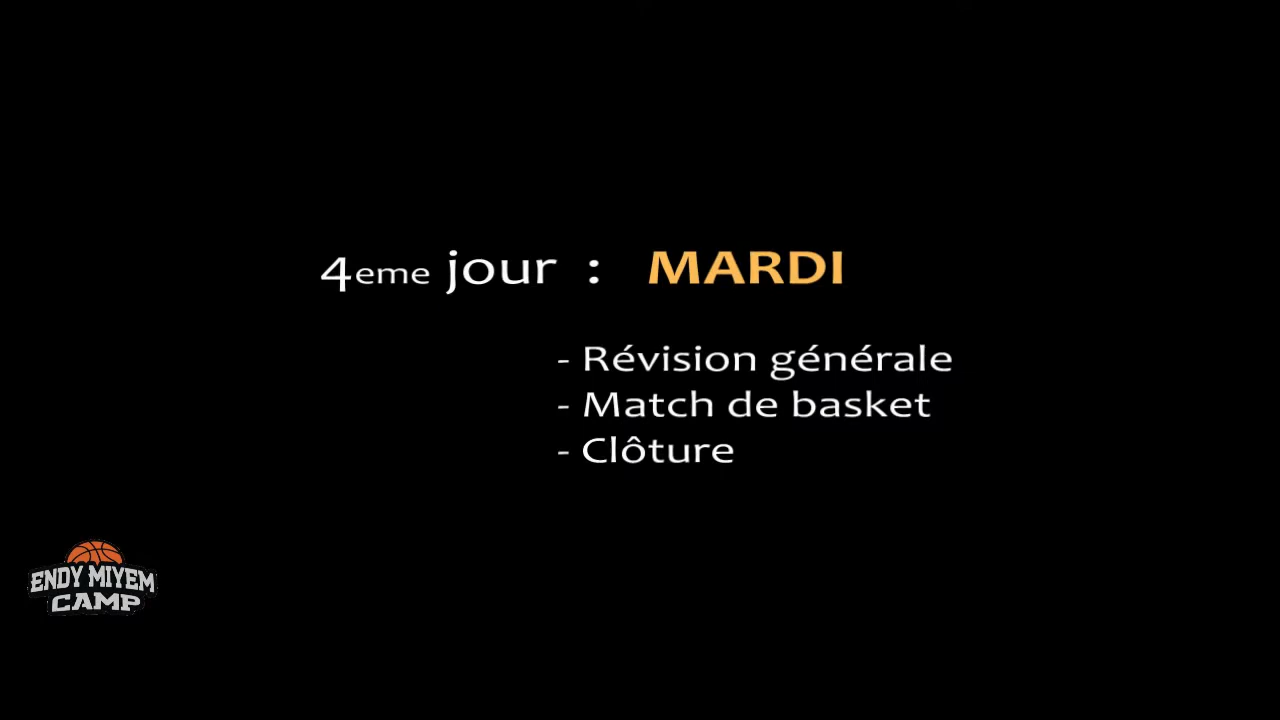 4eme jour : MARDI
- Révision générale
- Match de basket
- Clôture
ENDY MIYEM
CAMP